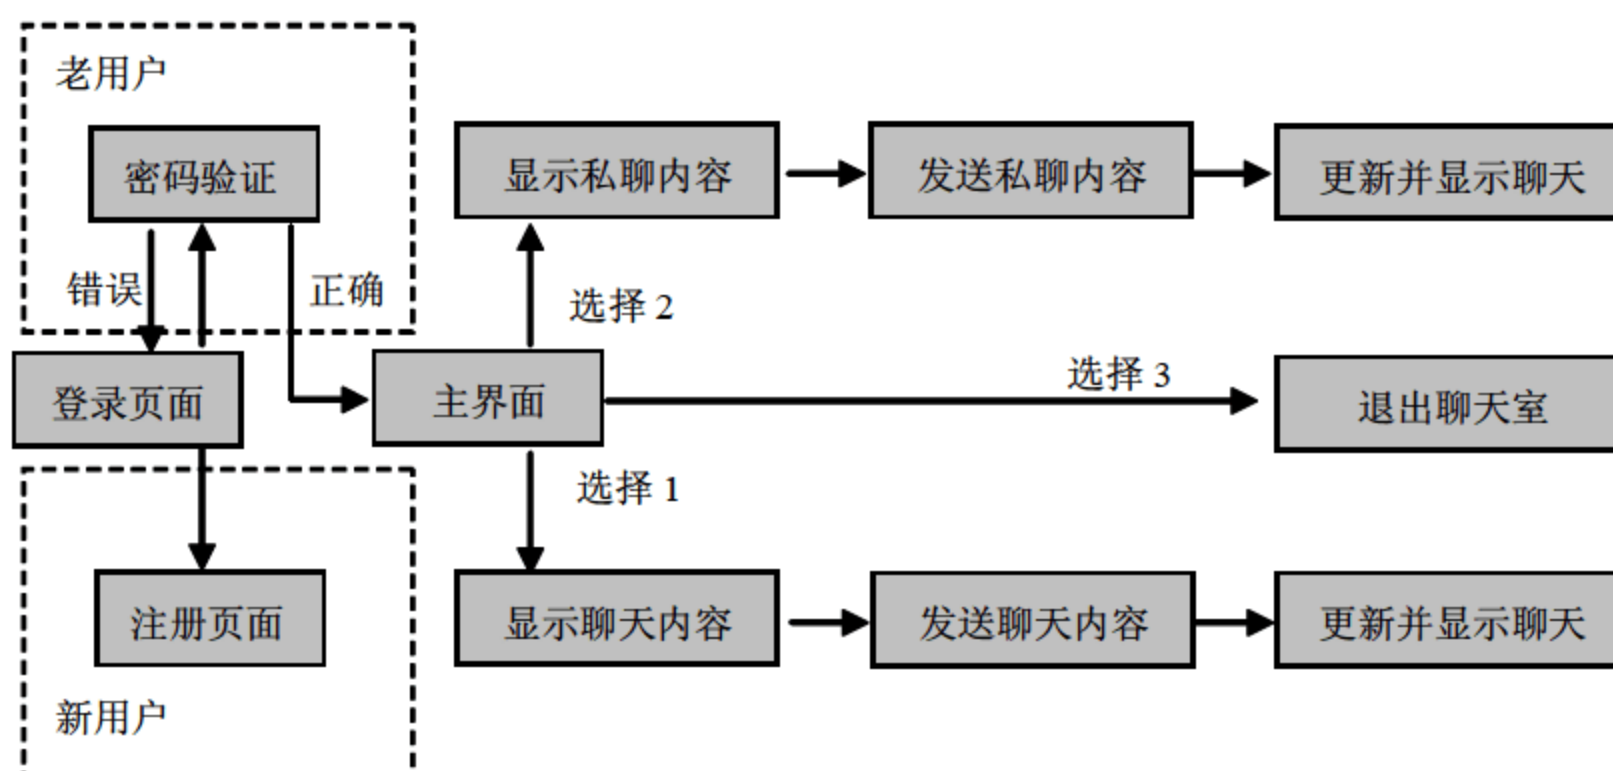 老用户
密码验证
显示私聊内容
发送私聊内容
更新并显示聊天
错误
正确
选择 2
登录页面
主界面
选择 3
退出聊天室
选择 1
注册页面
显示聊天内容
发送聊天内容
更新并显示聊天
新用户